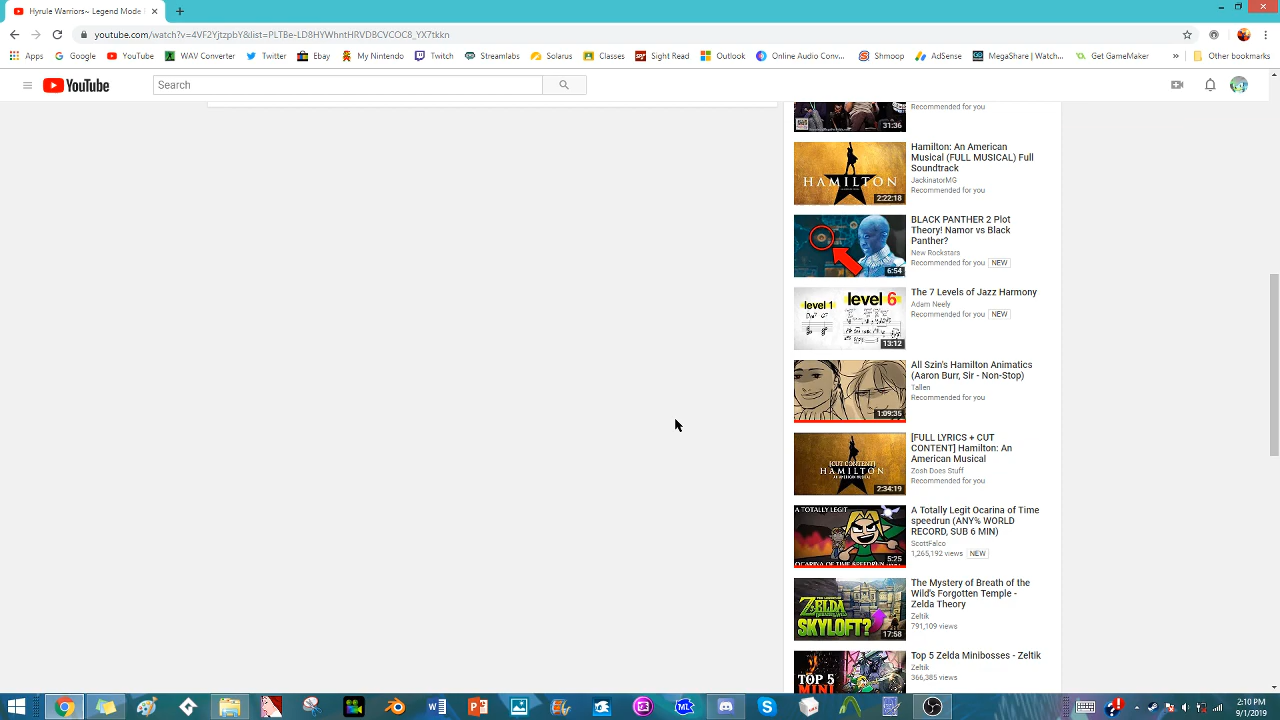 Hyrule Warriors~ Legend Mode
youtube.com/watch?v=4VF2YjtzpbY&list=PLTBe-LD8HYWhntHRVDBCVCOC8_YX7tkxn
Apps Google YouTube WAV Converter Twitter Ebay My Nintendo Twitch Streamlabs Solarus Classes Sight Read Outlook Online Audio Conv... Shmoop AdSense MegaShare | Watch... Get GameMaker » Other bookmarks
YouTube
Search
Recommended for you
31:36
Hamilton: An American
Musical (FULL MUSICAL) Full
Soundtrack
JackinatorMG
Recommended for you
HAMILTON
2:22:18
BLACK PANTHER 2 Plot
Theory! Namor vs Black
Panther?
New Rockstars
Recommended for you NEW
6:54
The 7 Levels of Jazz Harmony
Adam Neely
Recommended for you NEW
level 1 level 6
13:12
All Szin's Hamilton Animatics
(Aaron Burr, Sir - Non-Stop)
Tallen
Recommended for you
1:09:35
[FULL LYRICS + CUT
CONTENT] Hamilton: An
American Musical
Zosh Does Stuff
Recommended for you
[CUT CONTENT]
HAMILTON
2:34:19
A Totally Legit Ocarina of Time
speedrun (ANY% WORLD
RECORD, SUB 6 MIN)
ScottFalco
1,265,192 views NEW
A TOTALLY LEGIT
5:25
OCARINA OF TIME SPEEDRUN
The Mystery of Breath of the
Wild's Forgotten Temple -
Zelda Theory
Zeltik
791,109 views
ZELDA
SKYLOFT?
17:58
Top 5 Zelda Minibosses - Zeltik
Zeltik
366,385 views
TOP 5
MINI
2:10 PM
9/1/2019